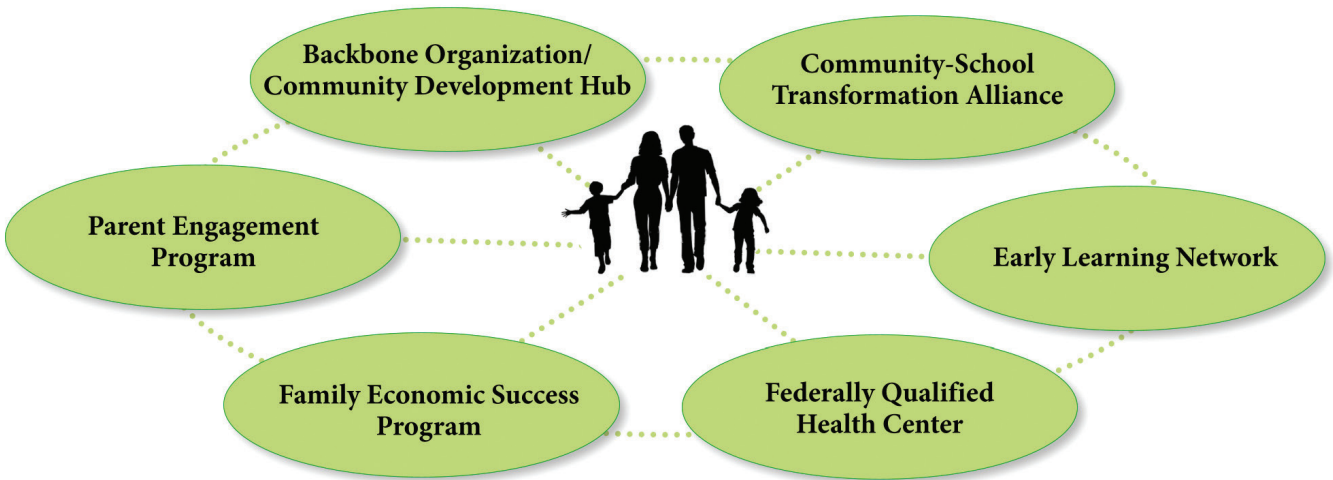 Backbone Organization/
Community Development Hub
Community-School
Transformation Alliance
Parent Engagement
Program
Early Learning Network
Family Economic Success
Program
Federally Qualified
Health Center